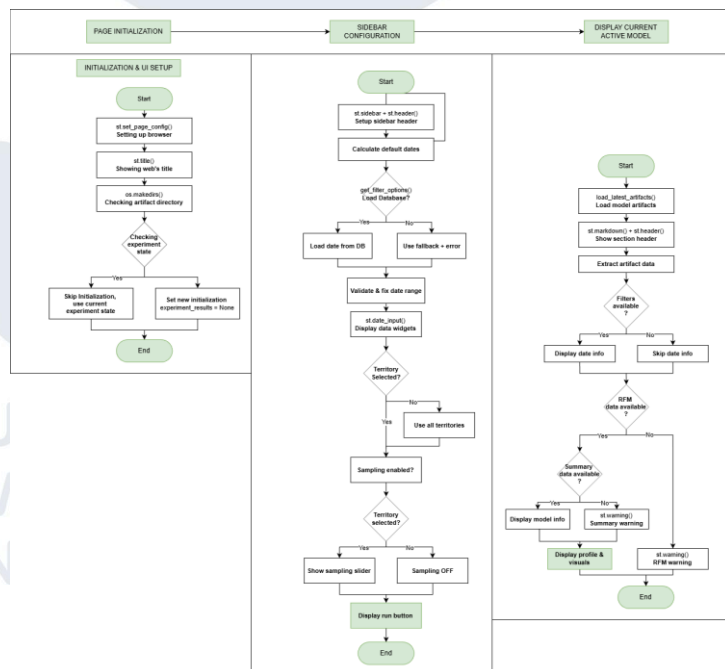 PAGE INITIALIZATION
SIDEBAR
CONFIGURATION
DISPLAY CURRENT
ACTIVE MODEL
INITIALIZATION & UI SETUP
Start
st.set_page_config()
Setting up browser
st.title()
Showing web's title
os.makedirs()
Checking artifact directory
Checking
experiment
state
Yes
Skip Initialization,
use current
experiment state
Set new initialization
experiment_results = None
End
Start
st.sidebar + st.header()
Setup sidebar header
Calculate default dates
get_filter_options()
Load Database?
Yes
No
Load date from DB
Use fallback + error
Validate & fix date range
st.date_input()
Display data widgets
Territory
Selected?
No
Yes
Use all territories
Sampling enabled?
Territory
selected?
Yes
No
Show sampling slider
Sampling OFF
Display run button
End
Start
load_latest_artifacts()
Load model artifacts
st.markdown() + st.header()
Show section header
Extract artifact data
Filters
available
?
Yes
No
Display date info
Skip date info
RFM
data available
?
Yes
No
Summary
data available
?
Yes
No
Display model info
st.warning()
Summary warning
Display profile &
visuals
st.warning()
RFM warning
End